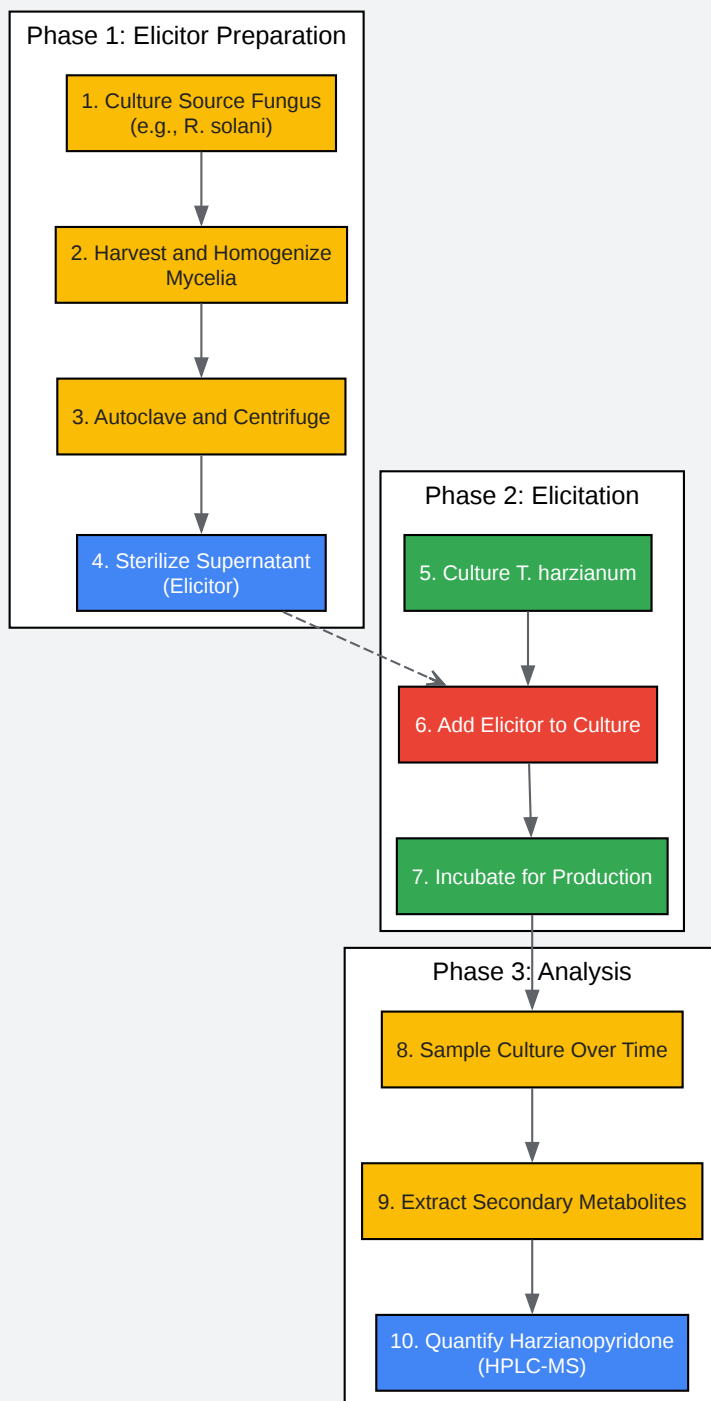 Phase 1: Elicitor Preparation
1. Culture Source Fungus
(e.g., R. solani)
2. Harvest and Homogenize
Mycelia
3. Autoclave and Centrifuge
4. Sterilize Supernatant
(Elicitor)
Phase 2: Elicitation
5. Culture T. harzianum
6. Add Elicitor to Culture
7. Incubate for Production
Phase 3: Analysis
8. Sample Culture Over Time
9. Extract Secondary Metabolites
10. Quantify Harzianopyridone
(HPLC-MS)